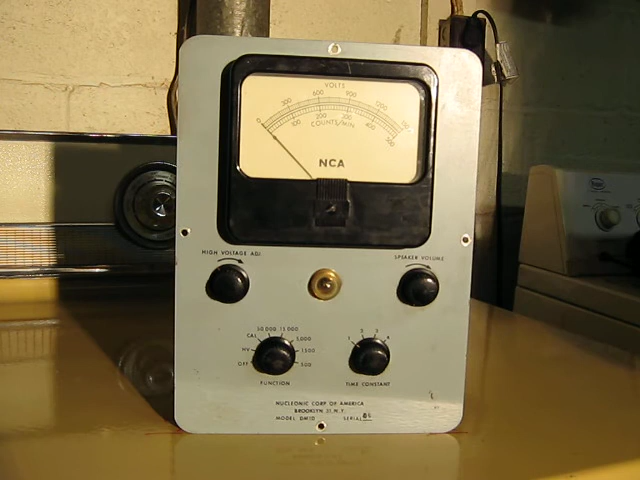 VOLTS
300 600 900 1200 1500
0 100 200 300 400 500
COUNTS/MIN
NCA
HIGH VOLTAGE ADJ.
SPEAKER VOLUME
50,000 15,000
CAL 5,000
HV 1500
OFF 500
FUNCTION
1 2 3 4
TIME CONSTANT
NUCLEONIC CORP OF AMERICA
BROOKLYN 31, N.Y.
MODEL SERIAL